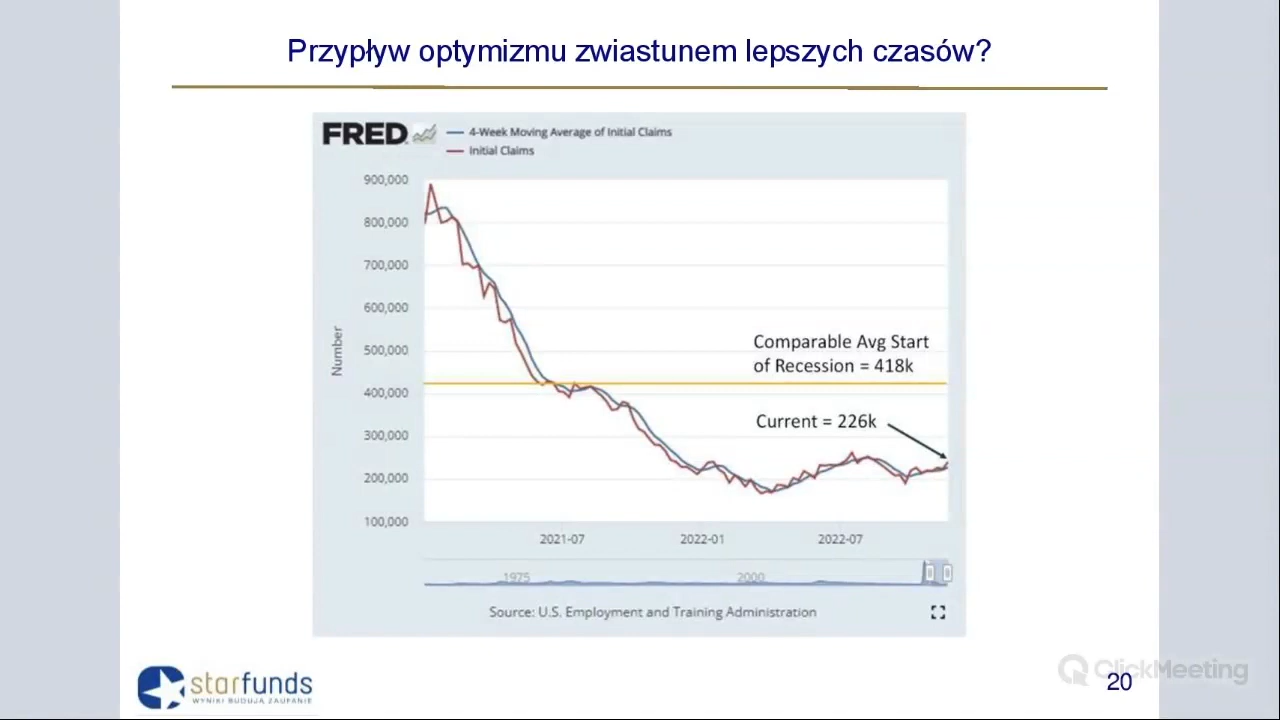 Przypływ optymizmu zwiastunem lepszych czasów?
FRED
4-Week Moving Average of Initial Claims
Initial Claims
900,000
800,000
700,000
600,000
500,000
400,000
300,000
200,000
100,000
Number
Comparable Avg Start
of Recession = 418k
Current = 226k
2021-07
2022-01
2022-07
1975
2000
Source: U.S. Employment and Training Administration
starfunds
WYNIKI BUDUJĄ ZAUFANIE
ClickMeeting
20